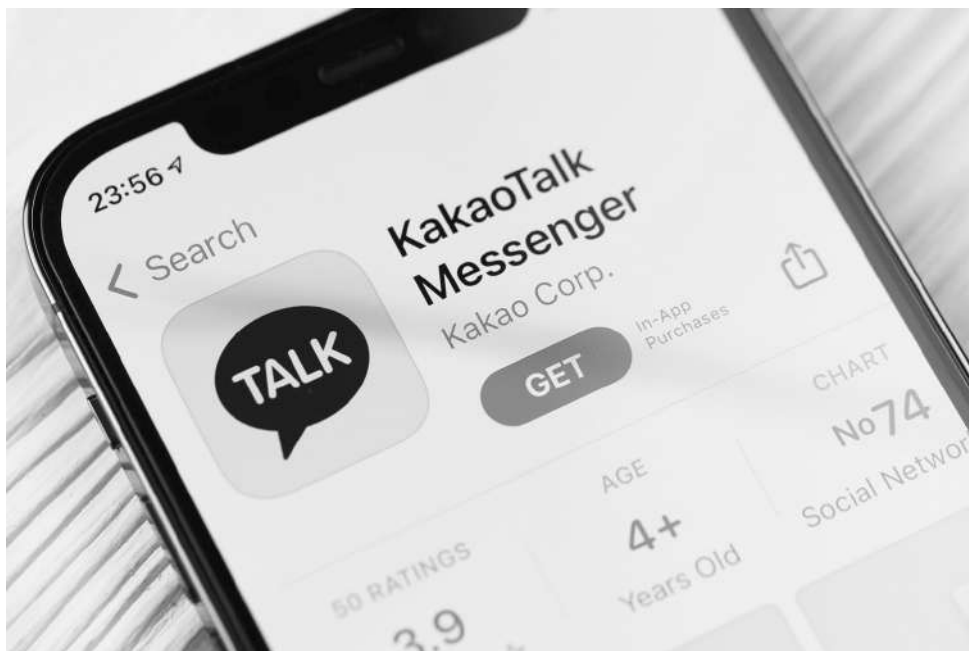 23:56
Search
TALK
KakaoTalk
Messenger
Kakao Corp.
GET
In-App
Purchases
50 RATINGS
3.9
AGE
4+
Years Old
CHART
No74
Social Networ